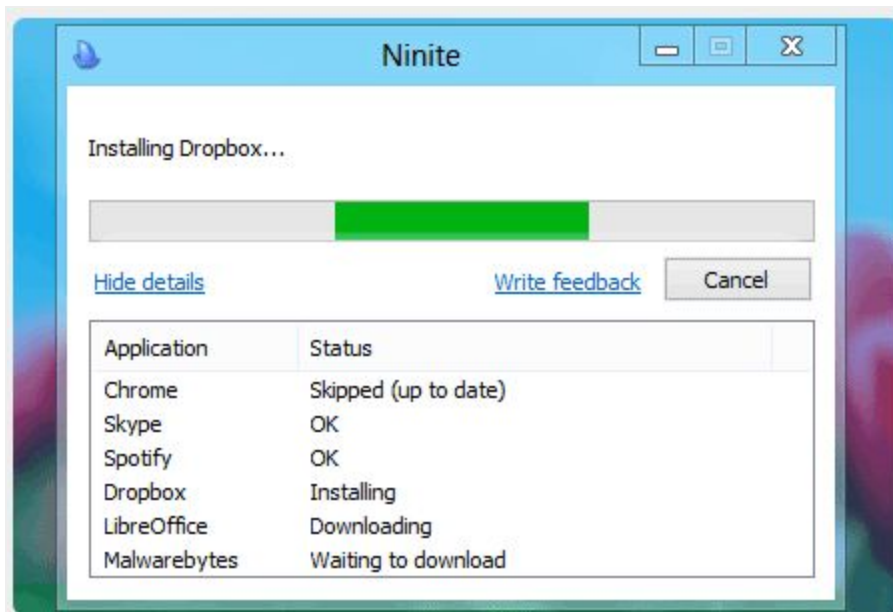 Ninite
Installing Dropbox...
Hide details Write feedback Cancel
Application Status
Chrome Skipped (up to date)
Skype OK
Spotify OK
Dropbox Installing
LibreOffice Downloading
Malwarebytes Waiting to download